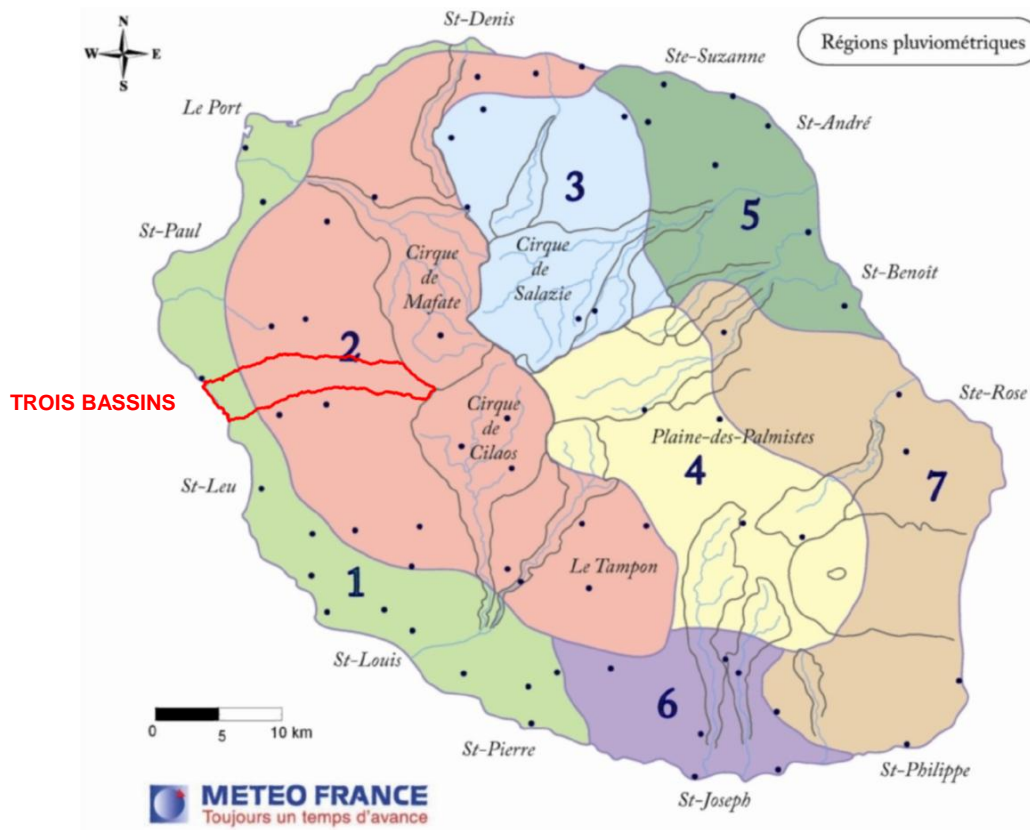 N
W E
S
St-Denis
Régions pluviométriques
Ste-Suzanne
Le Port
St-André
3
5
St-Paul
Cirque
de
Mafate
Cirque
de
Salazie
St-Benoit
2
TROIS BASSINS
Ste-Rose
Cirque
de
Cilaos
Plaine-des-Palmistes
4
7
St-Leu
1
Le Tampon
St-Louis
6
0 5 10 km
St-Pierre
St-Philippe
St-Joseph
METEO FRANCE
Toujours un temps d'avance